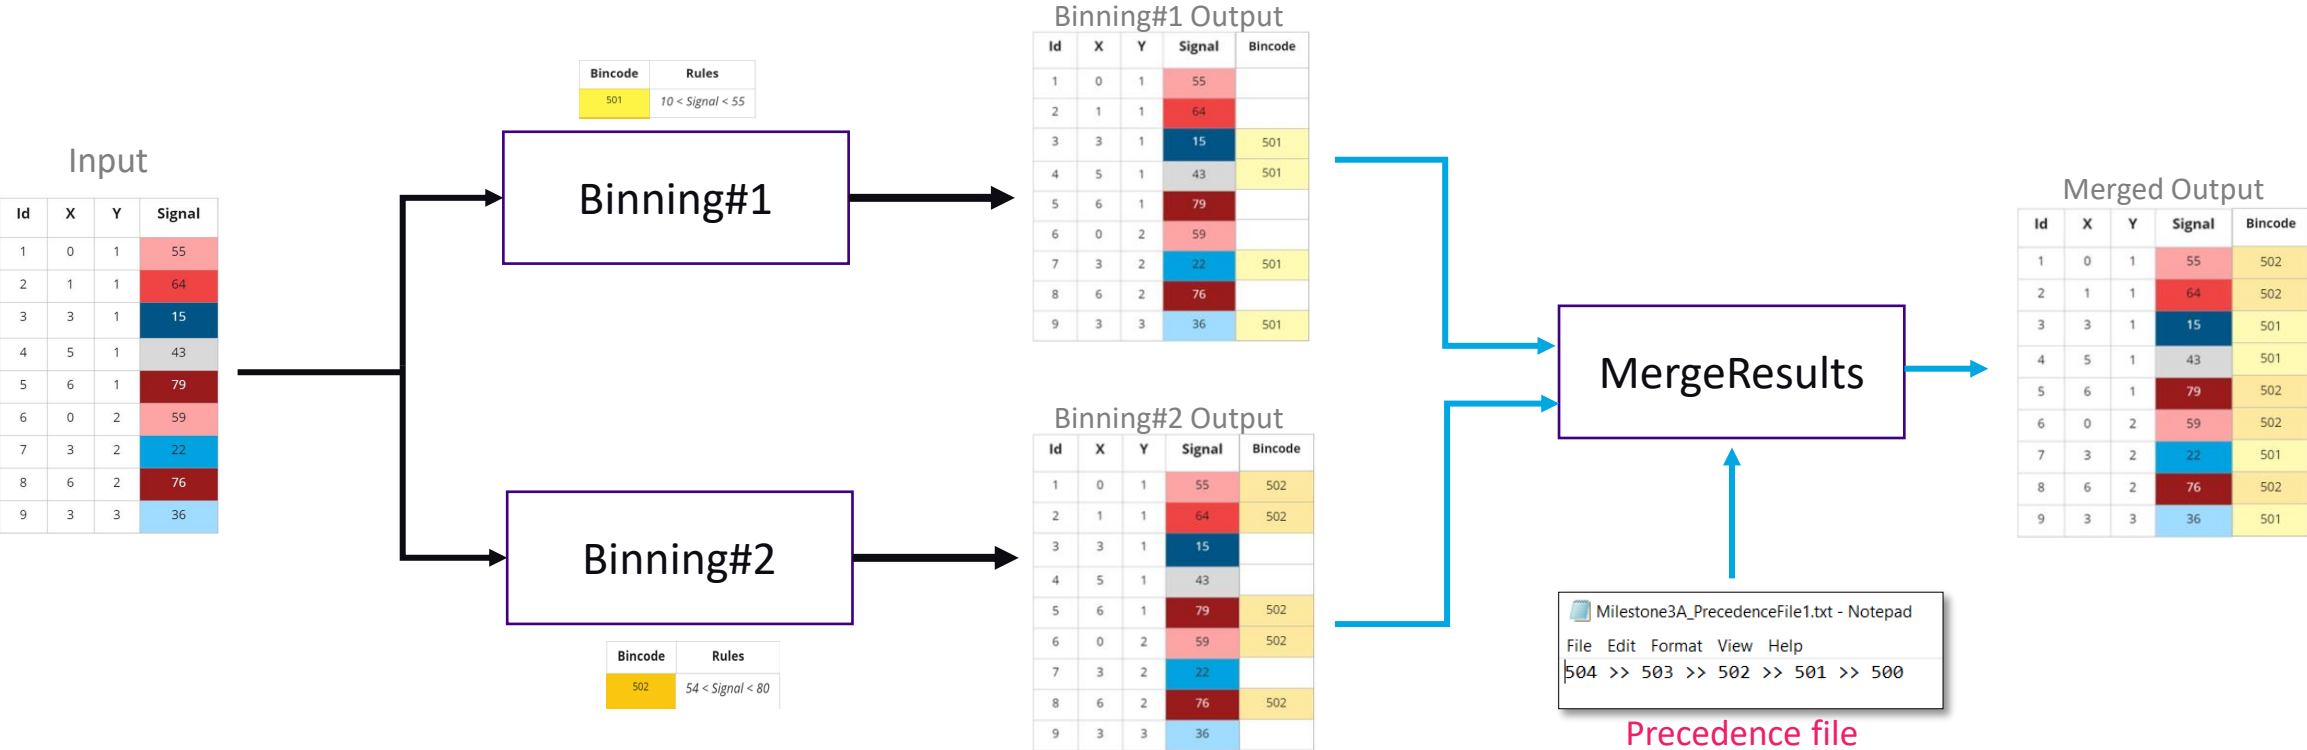 Input
Id X Y Signal
1 0 1 55
2 1 1 64
3 3 1 15
4 5 1 43
5 6 1 79
6 0 2 59
7 3 2 22
8 6 2 76
9 3 3 36
Bincode Rules
501 10 < Signal < 55
Binning#1
Binning#2
Bincode Rules
502 54 < Signal < 80
Binning#1 Output
Id X Y Signal Bincode
1 0 1 55
2 1 1 64
3 3 1 15 501
4 5 1 43 501
5 6 1 79
6 0 2 59
7 3 2 22 501
8 6 2 76
9 3 3 36 501
Binning#2 Output
Id X Y Signal Bincode
1 0 1 55 502
2 1 1 64 502
3 3 1 15
4 5 1 43
5 6 1 79 502
6 0 2 59 502
7 3 2 22
8 6 2 76 502
9 3 3 36
MergeResults
Milestone3A_PrecedenceFile1.txt - Notepad
File Edit Format View Help
504 >> 503 >> 502 >> 501 >> 500
Precedence file
Merged Output
Id X Y Signal Bincode
1 0 1 55 502
2 1 1 64 502
3 3 1 15 501
4 5 1 43 501
5 6 1 79 502
6 0 2 59 502
7 3 2 22 501
8 6 2 76 502
9 3 3 36 501